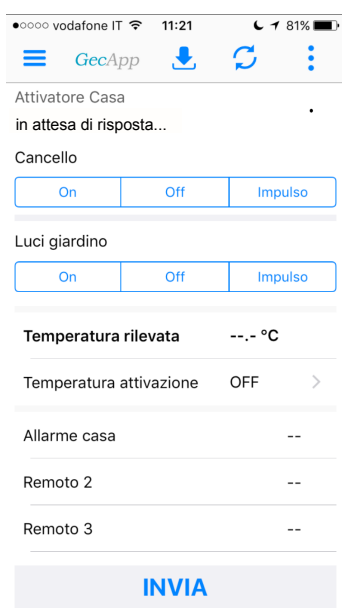 vodafone IT 11:21 81%
GecApp
Attivatore Casa
in attesa di risposta...
Cancello
On Off Impulso
Luci giardino
On Off Impulso
Temperatura rilevata --.- °C
Temperatura attivazione OFF
Allarme casa --
Remoto 2 --
Remoto 3 --
INVIA